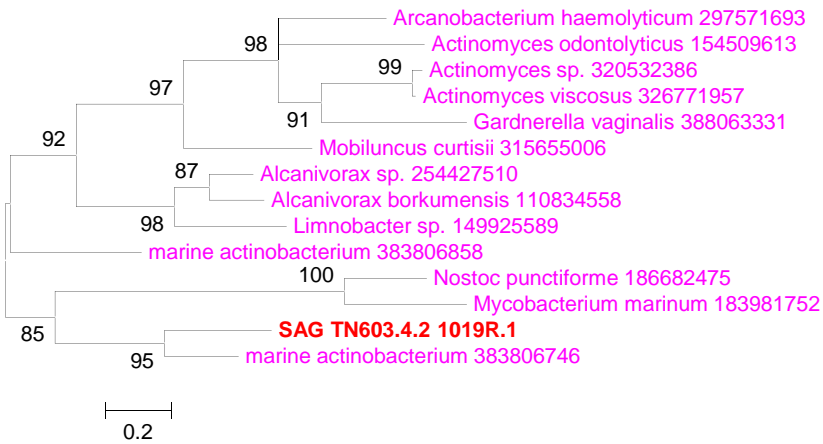 Arcanobacterium haemolyticum 297571693
98
Actinomyces odontolyticus 154509613
99
Actinomyces sp. 320532386
97
Actinomyces viscosus 326771957
91
Gardnerella vaginalis 388063331
92
Mobiluncus curtisii 315655006
87
Alcanivorax sp. 254427510
Alcanivorax borkumensis 110834558
98
Limnobacter sp. 149925589
marine actinobacterium 383806858
100
Nostoc punctiforme 186682475
Mycobacterium marinum 183981752
85
SAG TN603.4.2 1019R.1
95
marine actinobacterium 383806746
0.2